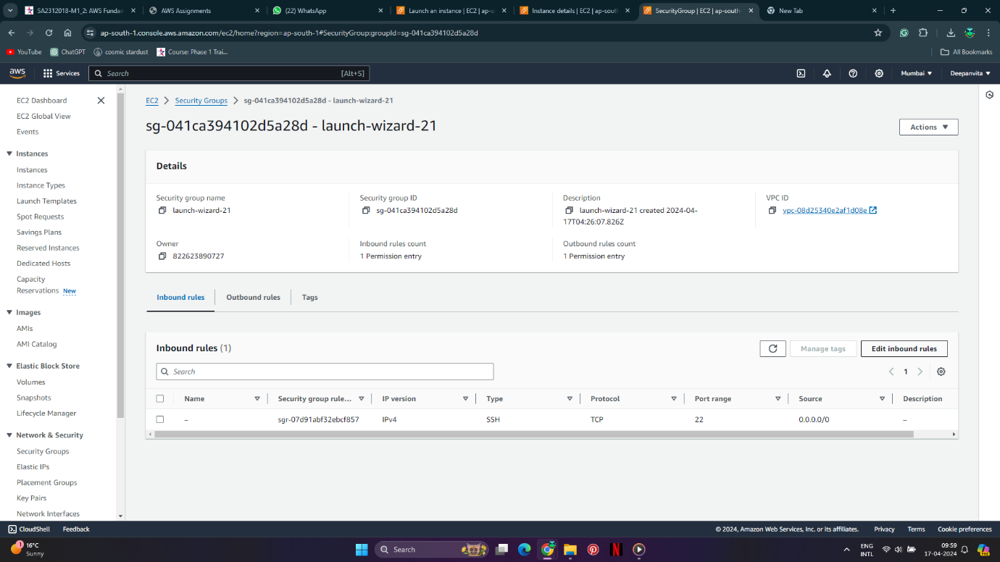 SA2312018-M1_2: AWS Fundan
AWS Assignments
(22) WhatsApp
Launch an instance | EC2 | ap-s
Instance details | EC2 | ap-south
SecurityGroup | EC2 | ap-south-
New Tab
ap-south-1.console.aws.amazon.com/ec2/home?region=ap-south-1#SecurityGroup:groupId=sg-041ca394102d5a28d
YouTube
ChatGPT
cosmic stardust
Course: Phase 1 Trai...
All Bookmarks
aws
Services
Search
[Alt+S]
Mumbai
Deepanvita
EC2 Dashboard
EC2 Global View
Events
Instances
Instances
Instance Types
Launch Templates
Spot Requests
Savings Plans
Reserved Instances
Dedicated Hosts
Capacity
Reservations New
Images
AMIs
AMI Catalog
Elastic Block Store
Volumes
Snapshots
Lifecycle Manager
Network & Security
Security Groups
Elastic IPs
Placement Groups
Key Pairs
Network Interfaces
EC2
Security Groups
sg-041ca394102d5a28d - launch-wizard-21
sg-041ca394102d5a28d - launch-wizard-21
Actions
Details
Security group name
launch-wizard-21
Security group ID
sg-041ca394102d5a28d
Description
launch-wizard-21 created 2024-04-
17T04:26:07.826Z
VPC ID
vpc-08d25340e2af1d08e
Owner
822623890727
Inbound rules count
1 Permission entry
Outbound rules count
1 Permission entry
Inbound rules
Outbound rules
Tags
Inbound rules (1)
Manage tags
Edit inbound rules
Search
1
Name
Security group rule...
IP version
Type
Protocol
Port range
Source
Description
–
sgr-07d91abf32ebcf857
IPv4
SSH
TCP
22
0.0.0.0/0
–
CloudShell
Feedback
© 2024, Amazon Web Services, Inc. or its affiliates.
Privacy
Terms
Cookie preferences
1
16°C
Sunny
Search
ENG
INTL
09:59
17-04-2024
PRE